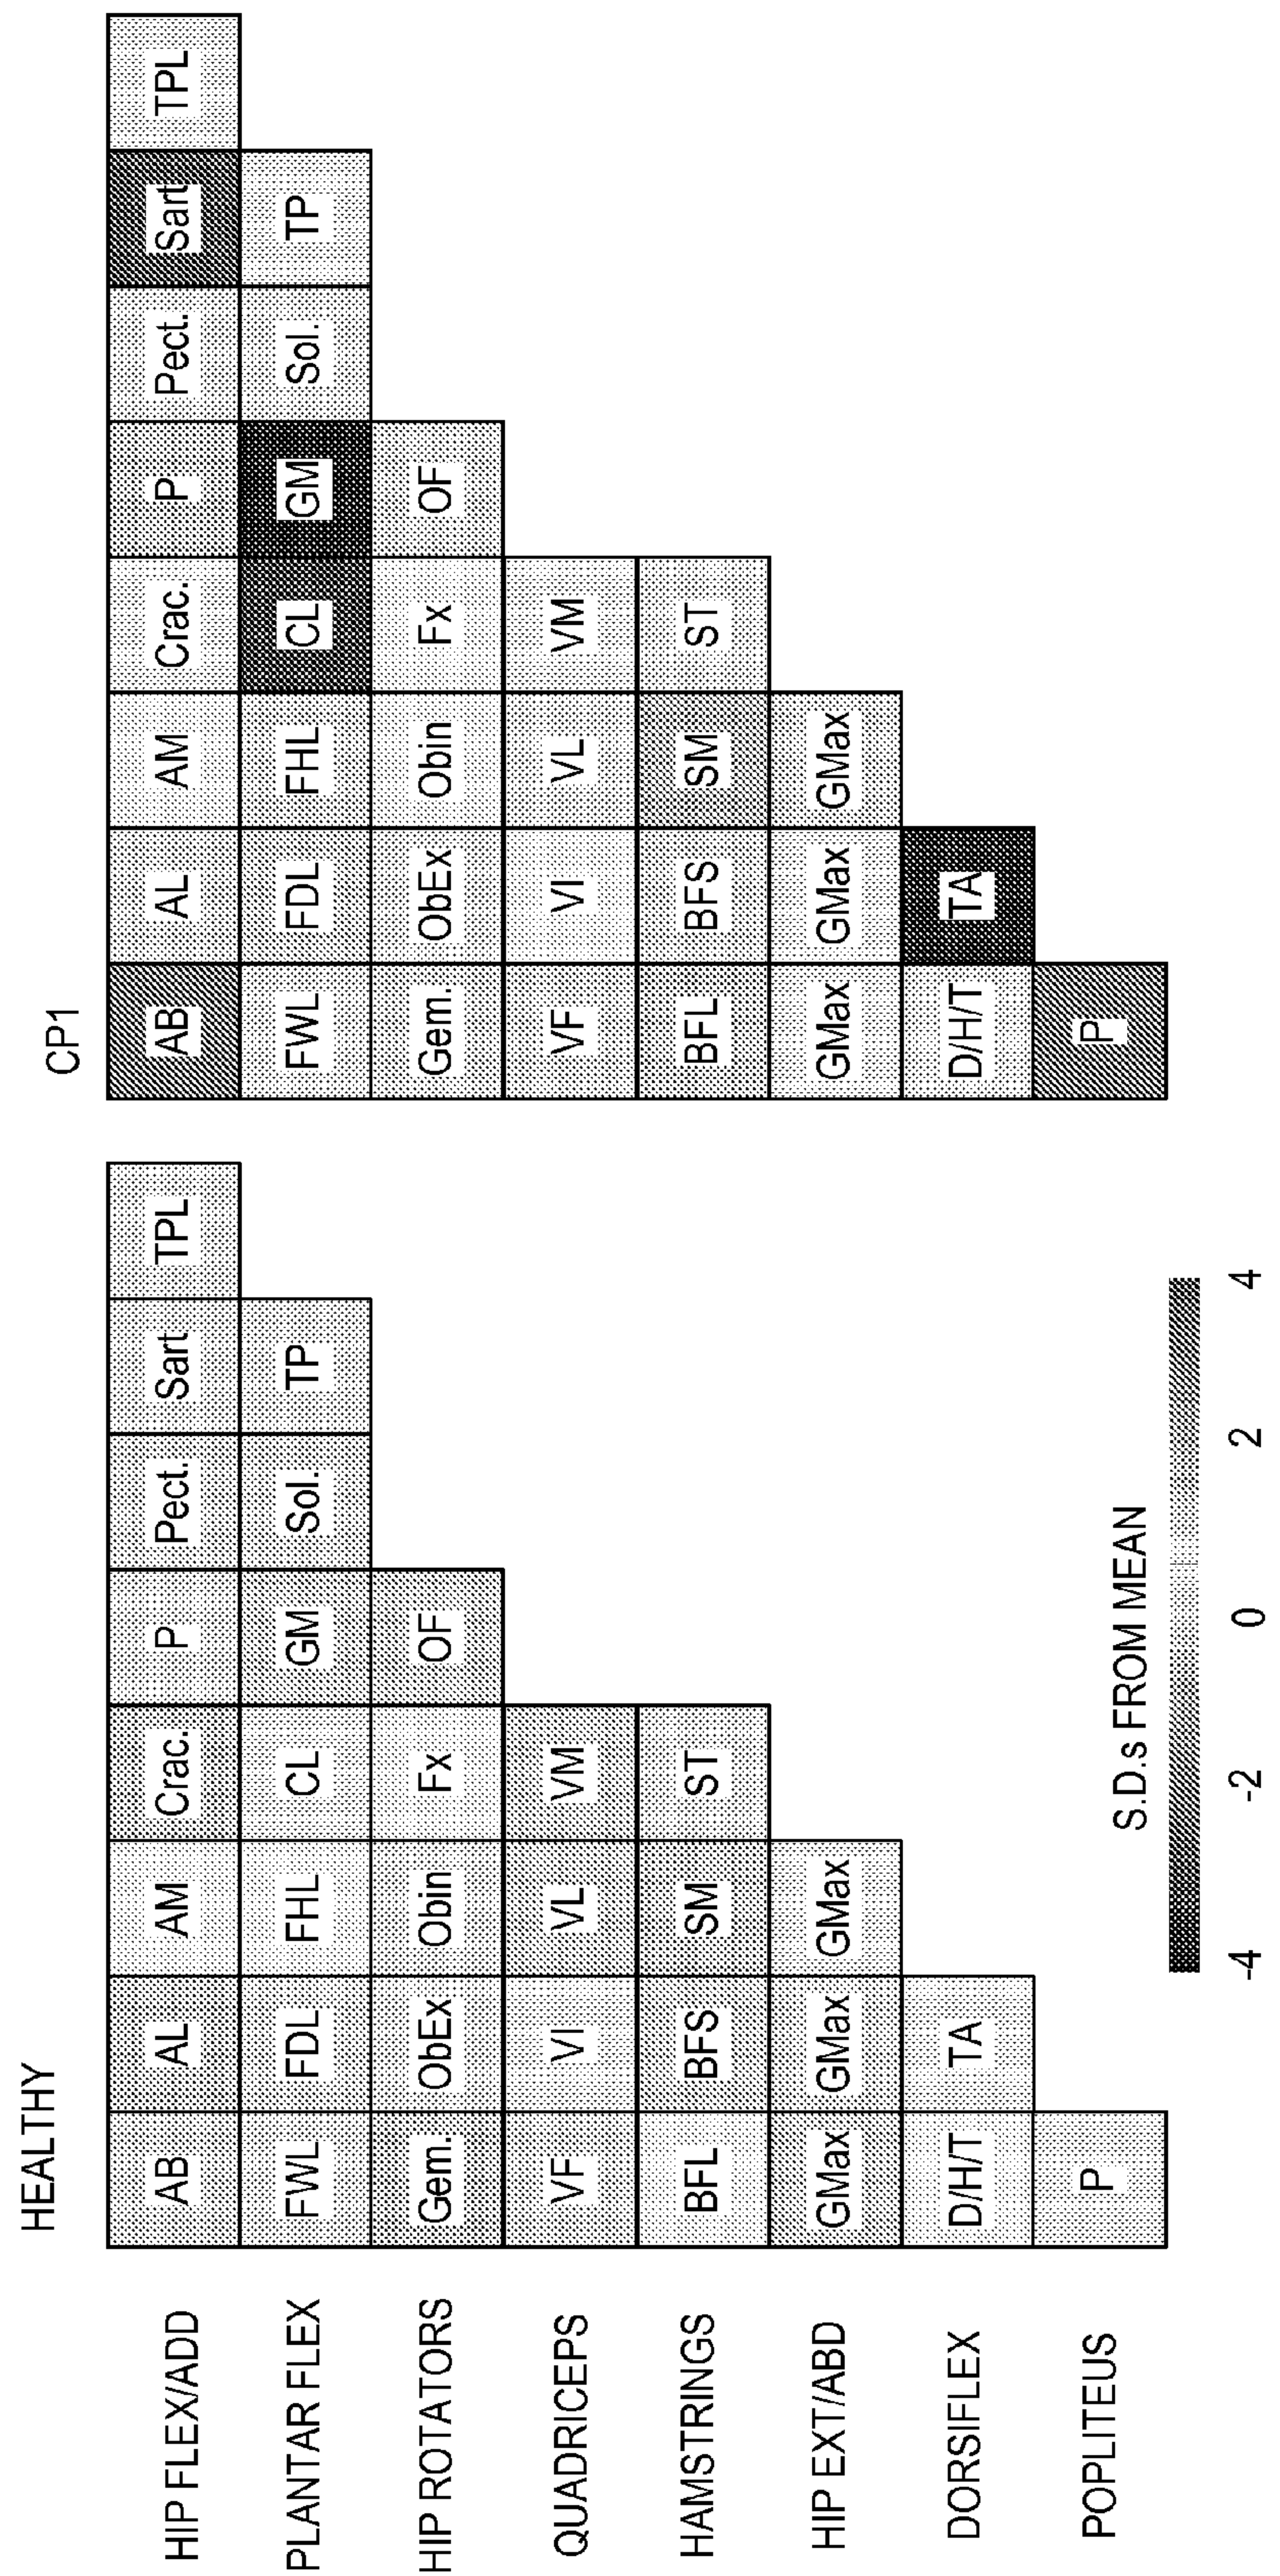 HEALTHY
CP1
HIP FLEX/ADD
AB AL AM Crac. P Pect. Sart TPL
AB AL AM Crac. P Pect. Sart TPL
PLANTAR FLEX
FWL FDL FHL CL GM Sol. TP
FWL FDL FHL CL GM Sol. TP
HIP ROTATORS
Gem. ObEx Obin Fx OF
Gem. ObEx Obin Fx OF
QUADRICEPS
VF VI VL VM
VF VI VL VM
HAMSTRINGS
BFL BFS SM ST
BFL BFS SM ST
HIP EXT/ABD
GMax GMax GMax
GMax GMax GMax
DORSIFLEX
D/H/T TA
D/H/T TA
POPLITEUS
P
P
S.D.s FROM MEAN
-4 -2 0 2 4